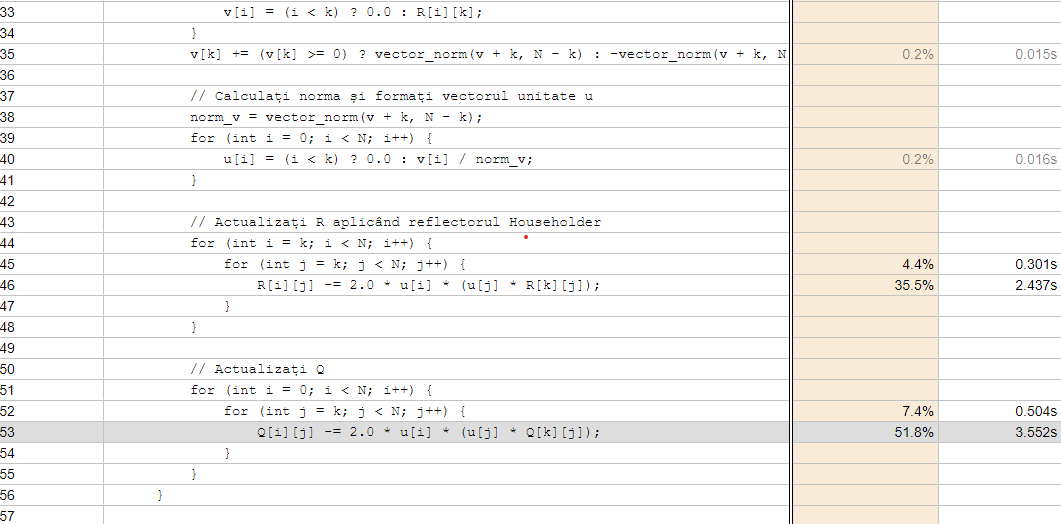 33 v[i] = (i < k) ? 0.0 : R[i][k];
34 }
35 v[k] += (v[k] >= 0) ? vector_norm(v + k, N - k) : -vector_norm(v + k, N 0.2% 0.015s
36
37 // Calculați norma și formați vectorul unitate u
38 norm_v = vector_norm(v + k, N - k);
39 for (int i = 0; i < N; i++) {
40 u[i] = (i < k) ? 0.0 : v[i] / norm_v; 0.2% 0.016s
41 }
42
43 // Actualizați R aplicând reflectorul Householder
44 for (int i = k; i < N; i++) {
45 for (int j = k; j < N; j++) { 4.4% 0.301s
46 R[i][j] -= 2.0 * u[i] * (u[j] * R[k][j]); 35.5% 2.437s
47 }
48 }
49
50 // Actualizați Q
51 for (int i = 0; i < N; i++) {
52 for (int j = k; j < N; j++) { 7.4% 0.504s
53 Q[i][j] -= 2.0 * u[i] * (u[j] * Q[k][j]); 51.8% 3.552s
54 }
55 }
56 }
57